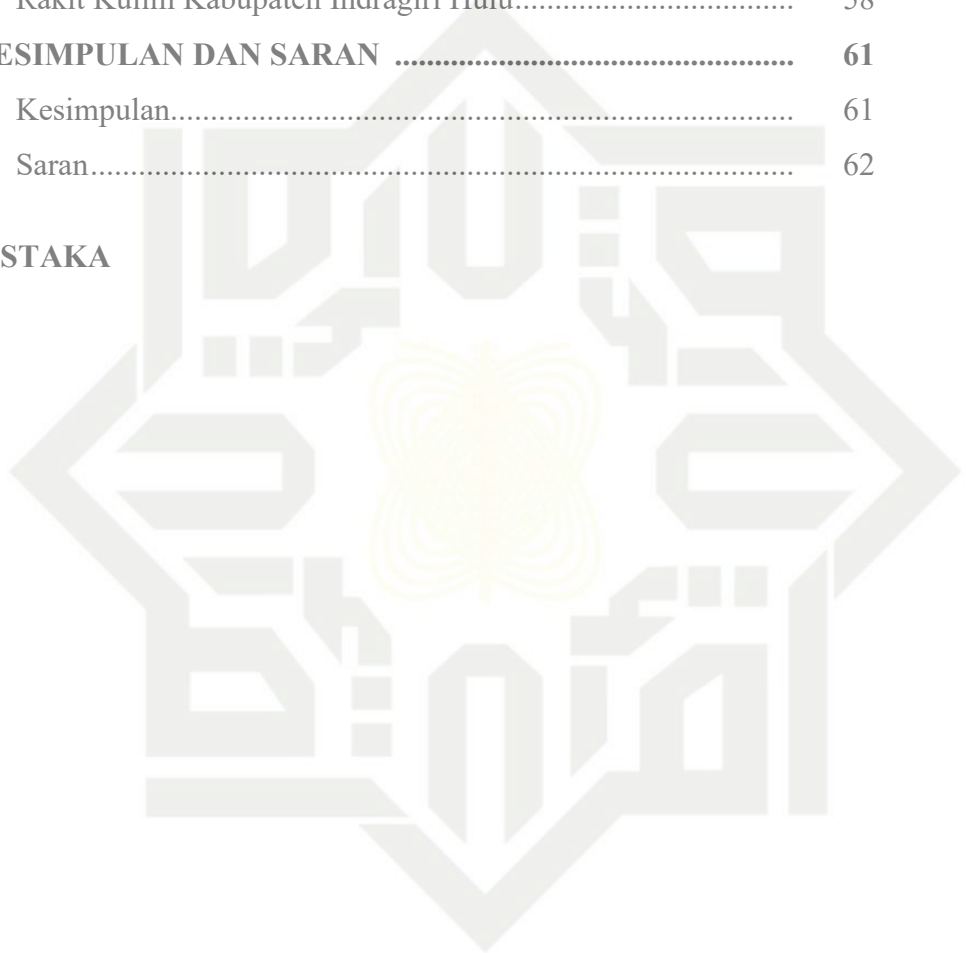 Rakit Kulim Kabupaten Indragiri Hulu................................... 58
ESIMPULAN DAN SARAN .................................................. 61
Kesimpulan.............................................................................. 61
Saran........................................................................................ 62
STAKA